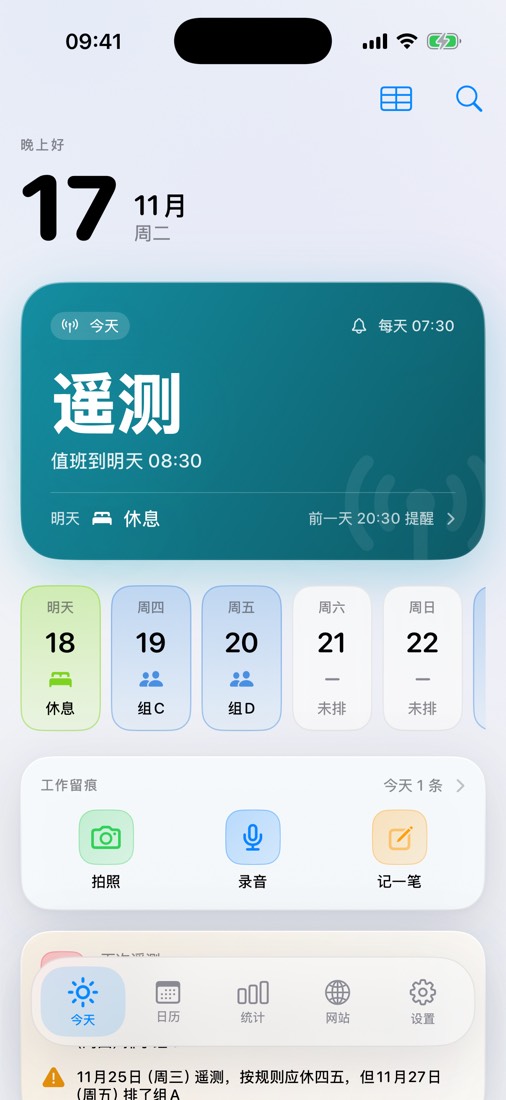 09:41
晚上好
17
11月
周二
今天
每天 07:30
遥测
值班到明天 08:30
明天 休息
前一天 20:30 提醒
明天 周四 周五 周六 周日
18 19 20 21 22
休息 组C 组D 未排 未排
工作留痕
今天 1 条
拍照 录音 记一笔
今天 日历 统计 网站 设置
11月25日 (周三) 遥测，按规则应休四五，但11月27日
(周五) 排了组A